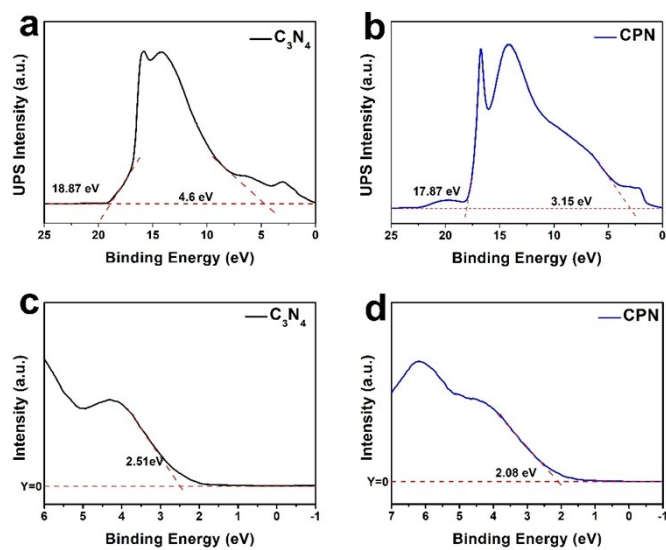 a
C₃N₄
UPS Intensity (a.u.)
18.87 eV
4.6 eV
25 20 15 10 5 0
Binding Energy (eV)
b
CPN
UPS Intensity (a.u.)
17.87 eV
3.15 eV
25 20 15 10 5 0
Binding Energy (eV)
c
C₃N₄
Intensity (a.u.)
2.51eV
Y=0
6 5 4 3 2 1 0 -1
Binding Energy (eV)
d
CPN
Intensity (a.u.)
2.08 eV
Y=0
7 6 5 4 3 2 1 0 -1
Binding Energy (eV)